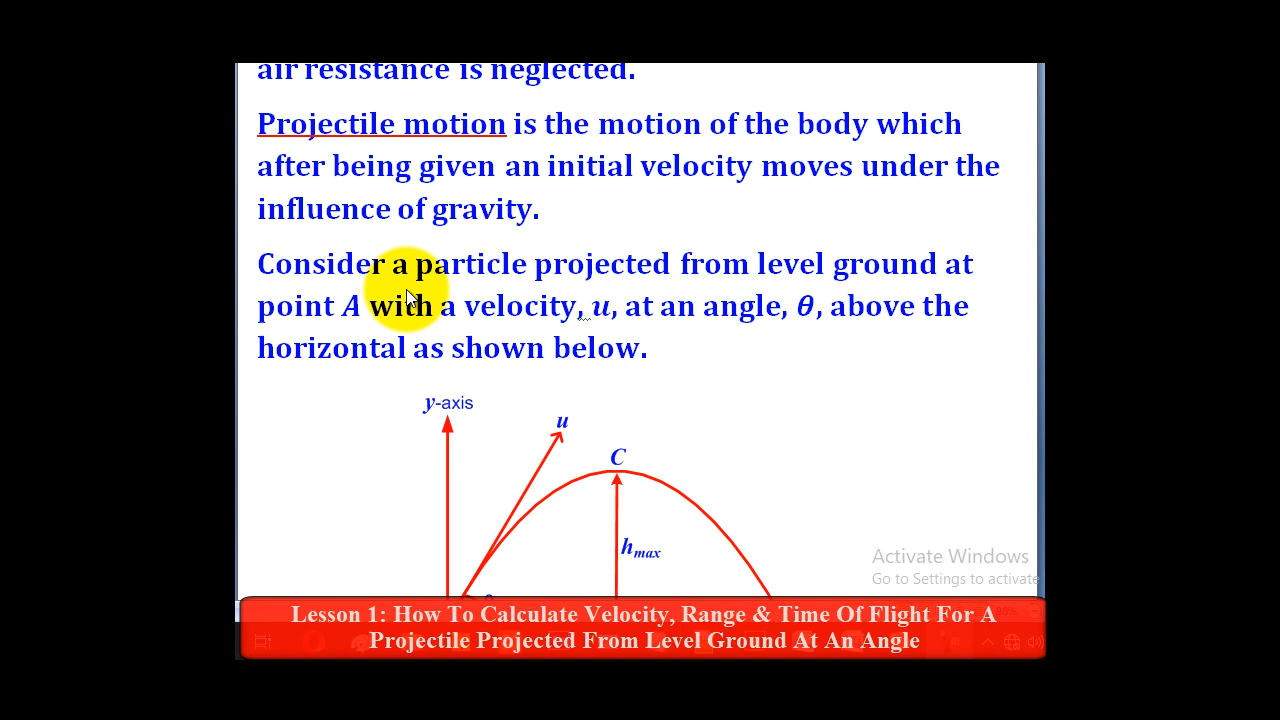 air resistance is neglected.
Projectile motion is the motion of the body which
after being given an initial velocity moves under the
influence of gravity.
Consider a particle projected from level ground at
point A with a velocity, u, at an angle, θ, above the
horizontal as shown below.
y-axis
u
C
hmax
Activate Windows
Go to Settings to activate
Lesson 1: How To Calculate Velocity, Range & Time Of Flight For A
Projectile Projected From Level Ground At An Angle